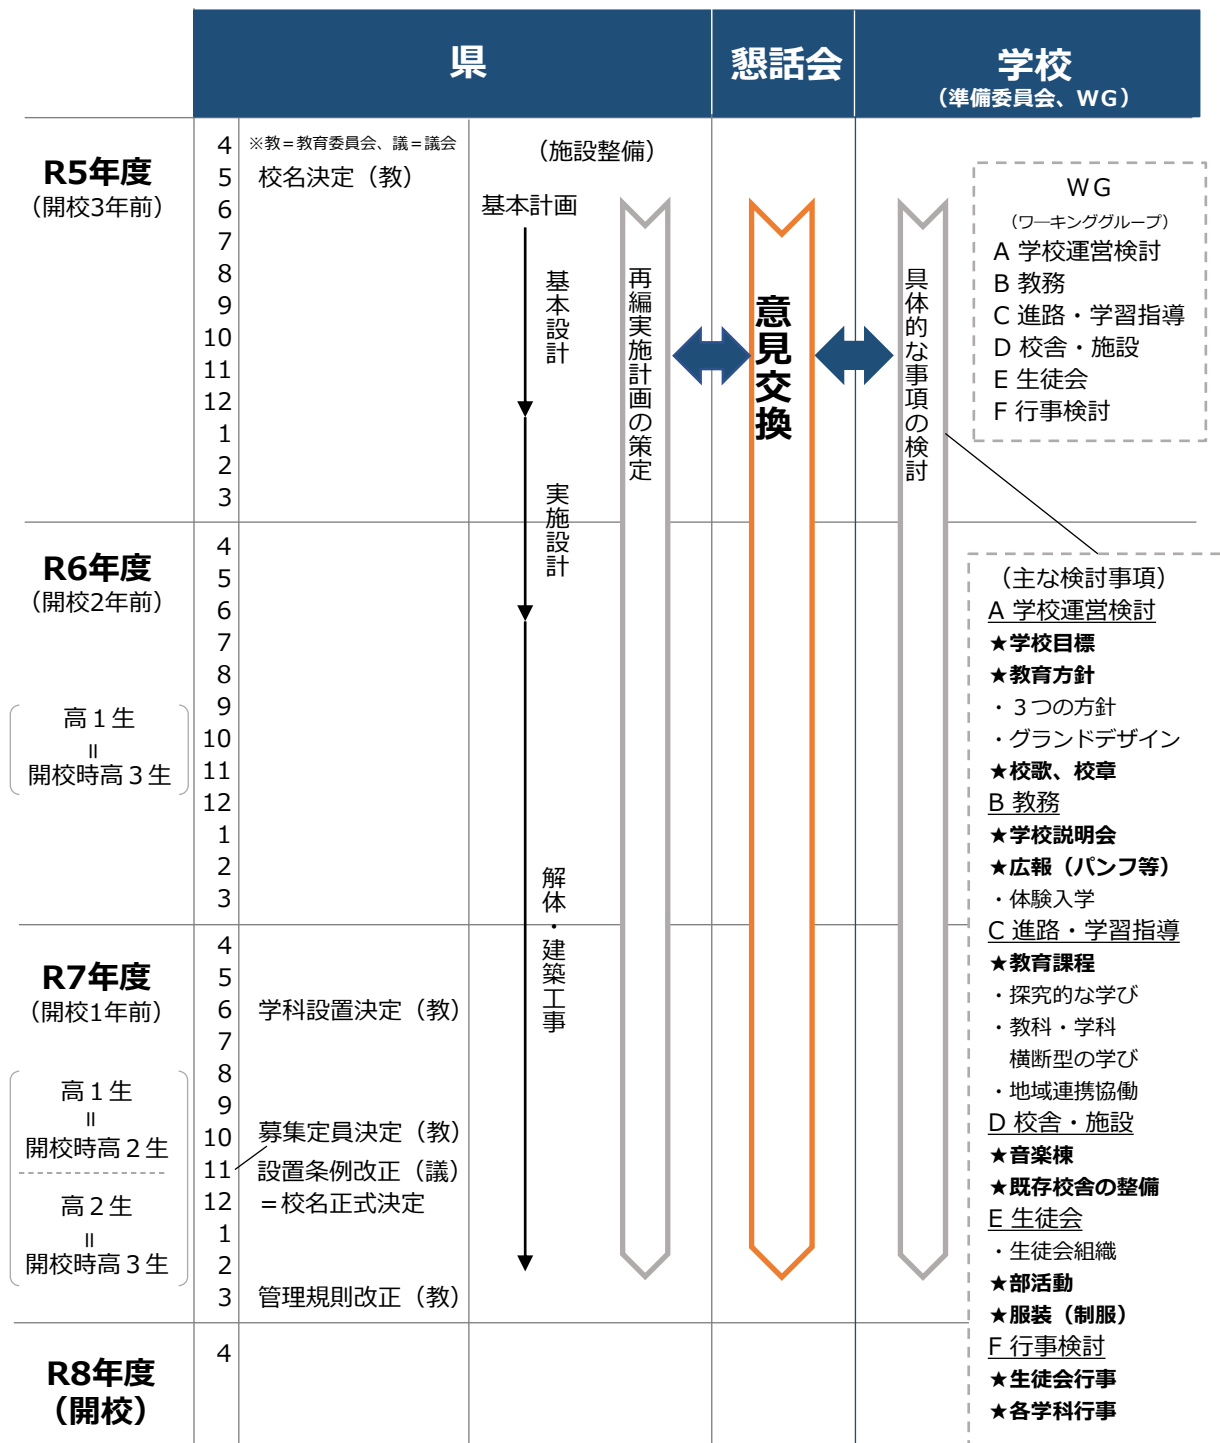 県
懇話会
学校
（準備委員会、ＷＧ）
R5年度
（開校3年前）
4
5
6
7
8
9
10
11
12
1
2
3
※教＝教育委員会、議＝議会
校名決定（教）
（施設整備）
基本計画
基本設計
実施設計
再編実施計画の策定
意見交換
具体的な事項の検討
ＷＧ
（ワーキンググループ）
A 学校運営検討
B 教務
C 進路・学習指導
D 校舎・施設
E 生徒会
F 行事検討
R6年度
（開校2年前）
高１生
＝
開校時高３生
4
5
6
7
8
9
10
11
12
1
2
3
解体・建築工事
R7年度
（開校1年前）
高１生
＝
開校時高２生
高２生
＝
開校時高３生
4
5
6
7
8
9
10
11
12
1
2
3
学科設置決定（教）
募集定員決定（教）
設置条例改正（議）
＝校名正式決定
管理規則改正（教）
R8年度
（開校）
4
（主な検討事項）
A 学校運営検討
★学校目標
★教育方針
・３つの方針
・グランドデザイン
★校歌、校章
B 教務
★学校説明会
★広報（パンフ等）
・体験入学
C 進路・学習指導
★教育課程
・探究的な学び
・教科・学科
横断型の学び
・地域連携協働
D 校舎・施設
★音楽棟
★既存校舎の整備
E 生徒会
・生徒会組織
★部活動
★服装（制服）
F 行事検討
★生徒会行事
★各学科行事